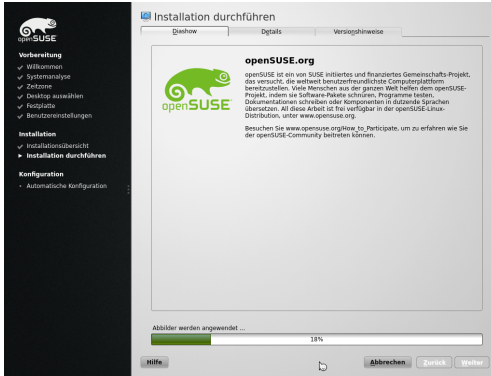 openSUSE
Vorbereitung
Willkommen
Systemanalyse
Zeitzone
Desktop auswählen
Festplatte
Benutzereinstellungen
Installation
Installationsübersicht
Installation durchführen
Konfiguration
Automatische Konfiguration
Installation durchführen
Diashow
Details
Versionshinweise
openSUSE
openSUSE.org
openSUSE ist ein von SUSE initiiertes und finanziertes Gemeinschafts-Projekt,
das versucht, die weltweit benutzerfreundlichste Computerplattform
bereitzustellen. Viele Menschen aus der ganzen Welt helfen dem openSUSE-
Projekt, indem sie Software-Pakete schnüren, Programme testen,
Dokumentationen schreiben oder Komponenten in dutzende Sprachen
übersetzen. All diese Arbeit ist frei verfügbar in der openSUSE-Linux-
Distribution, unter www.opensuse.org.
Besuchen Sie www.opensuse.org/How_to_Participate, um zu erfahren wie Sie
der openSUSE-Community beitreten können.
Abbilder werden angewendet ...
18%
Hilfe
Abbrechen
Zurück
Weiter